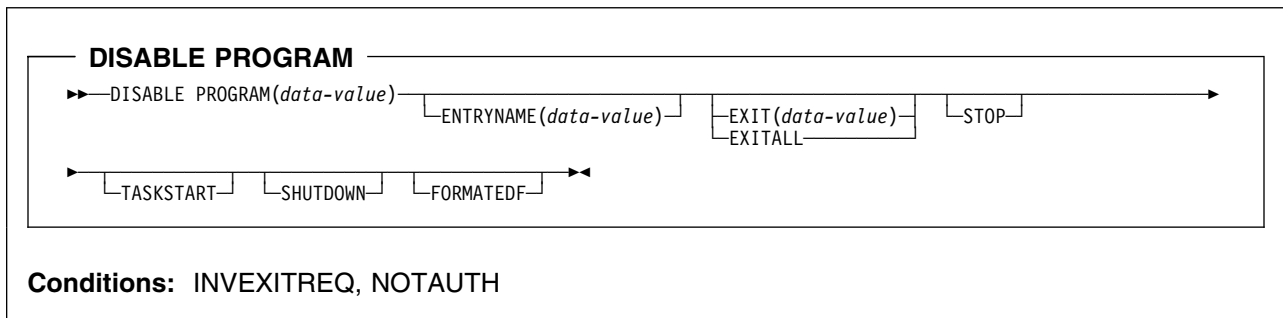 DISABLE PROGRAM
DISABLE PROGRAM(data-value)
ENTRYNAME(data-value)
EXIT(data-value)
EXITALL
STOP
TASKSTART
SHUTDOWN
FORMATEDF
Conditions: INVEXITREQ, NOTAUTH